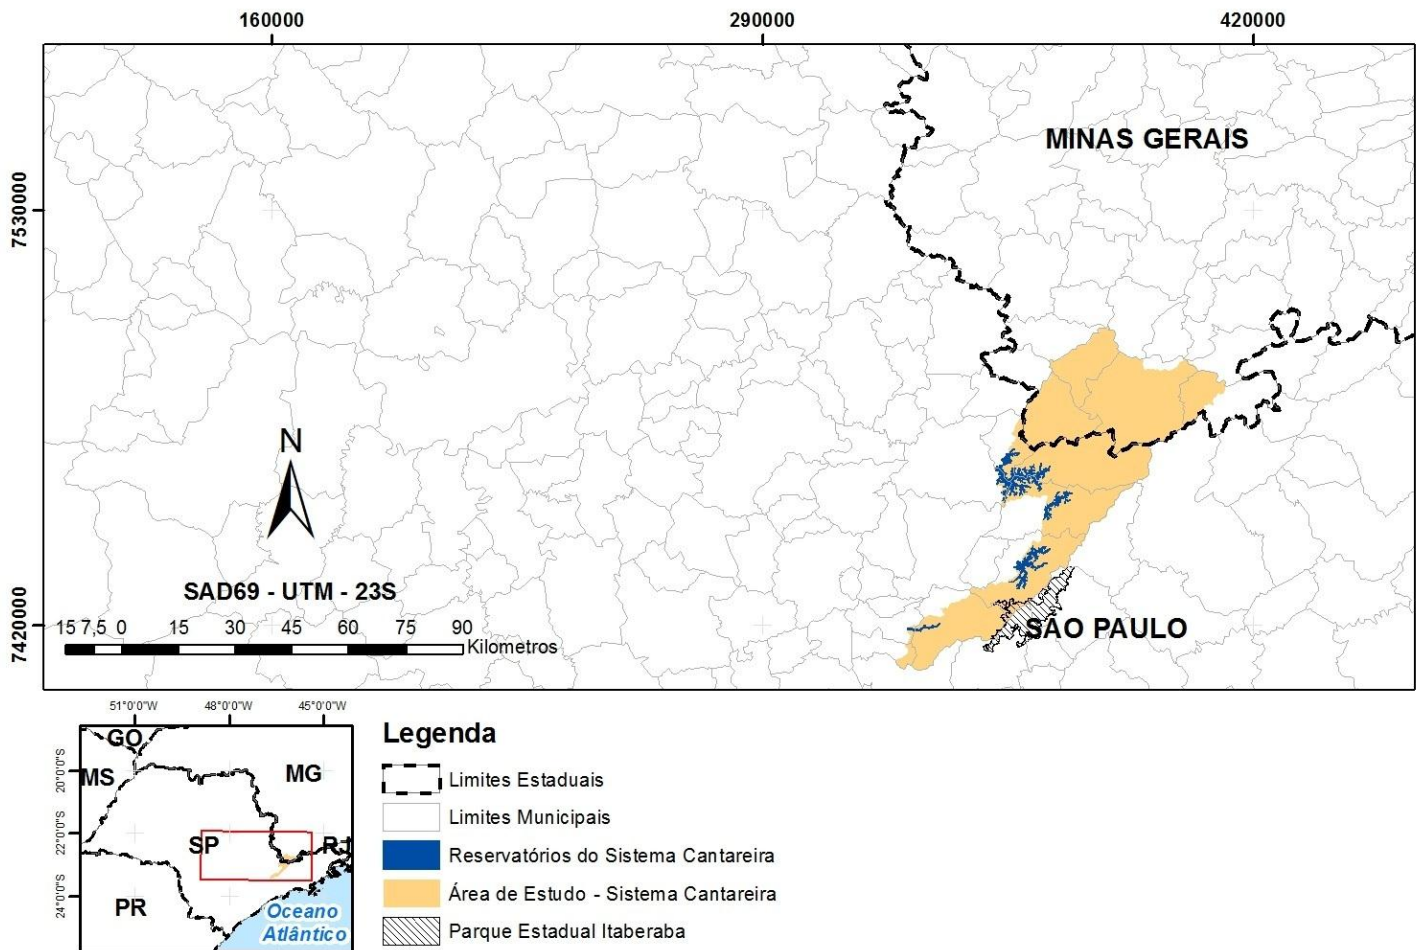 160000 290000 420000
MINAS GERAIS
7530000
N
SAD69 - UTM - 23S
7420000
15 7,5 0 15 30 45 60 75 90
Kilometros
SÃO PAULO
51°0'0"W 48°0'0"W 45°0'0"W
GO
MS
MG
20°0'0"S
SP
RJ
22°0'0"S
24°0'0"S
PR
Oceano
Atlântico
Legenda
Limites Estaduais
Limites Municipais
Reservatórios do Sistema Cantareira
Área de Estudo - Sistema Cantareira
Parque Estadual Itaberaba